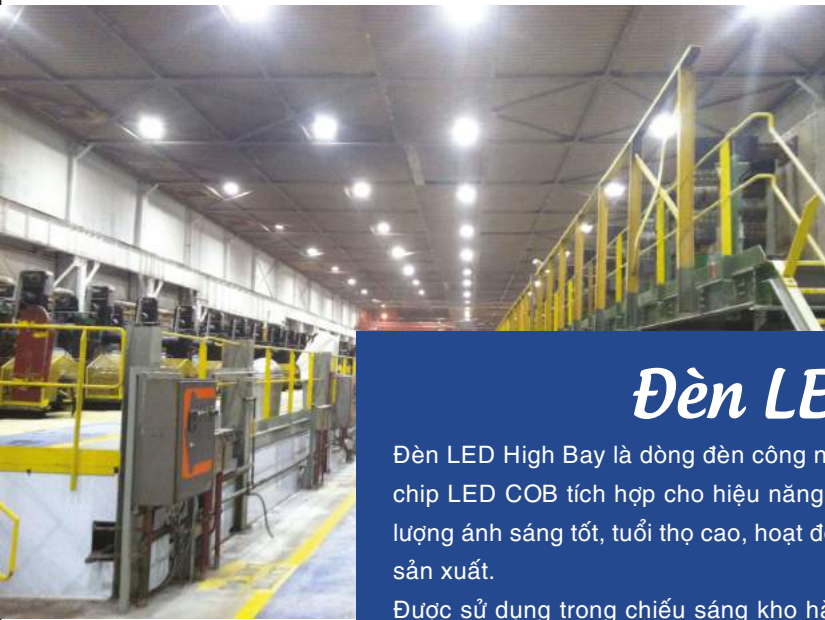 Đèn LE
Đèn LED High Bay là dòng đèn công n
chip LED COB tích hợp cho hiệu năng
lượng ánh sáng tốt, tuổi thọ cao, hoạt đ
sản xuất.
Được sử dụng trong chiếu sáng kho hà